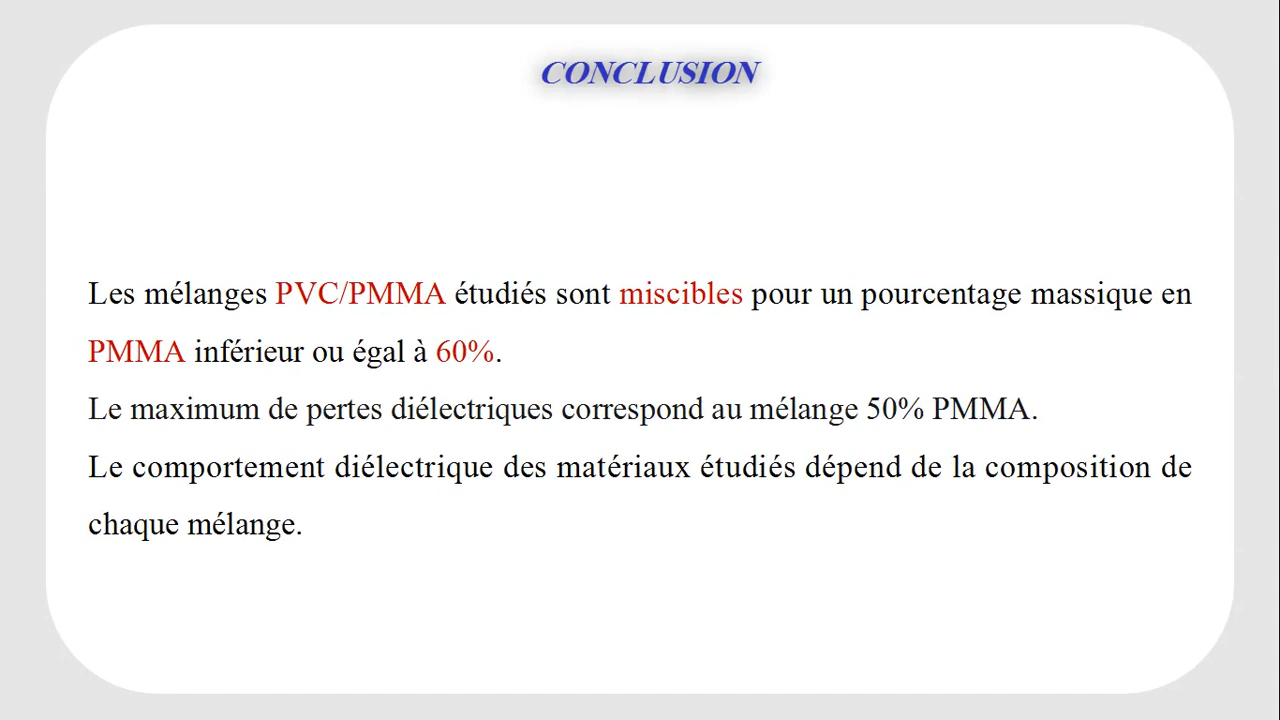 CONCLUSION
Les mélanges PVC/PMMA étudiés sont miscibles pour un pourcentage massique en
PMMA inférieur ou égal à 60%.
Le maximum de pertes diélectriques correspond au mélange 50% PMMA.
Le comportement diélectrique des matériaux étudiés dépend de la composition de
chaque mélange.